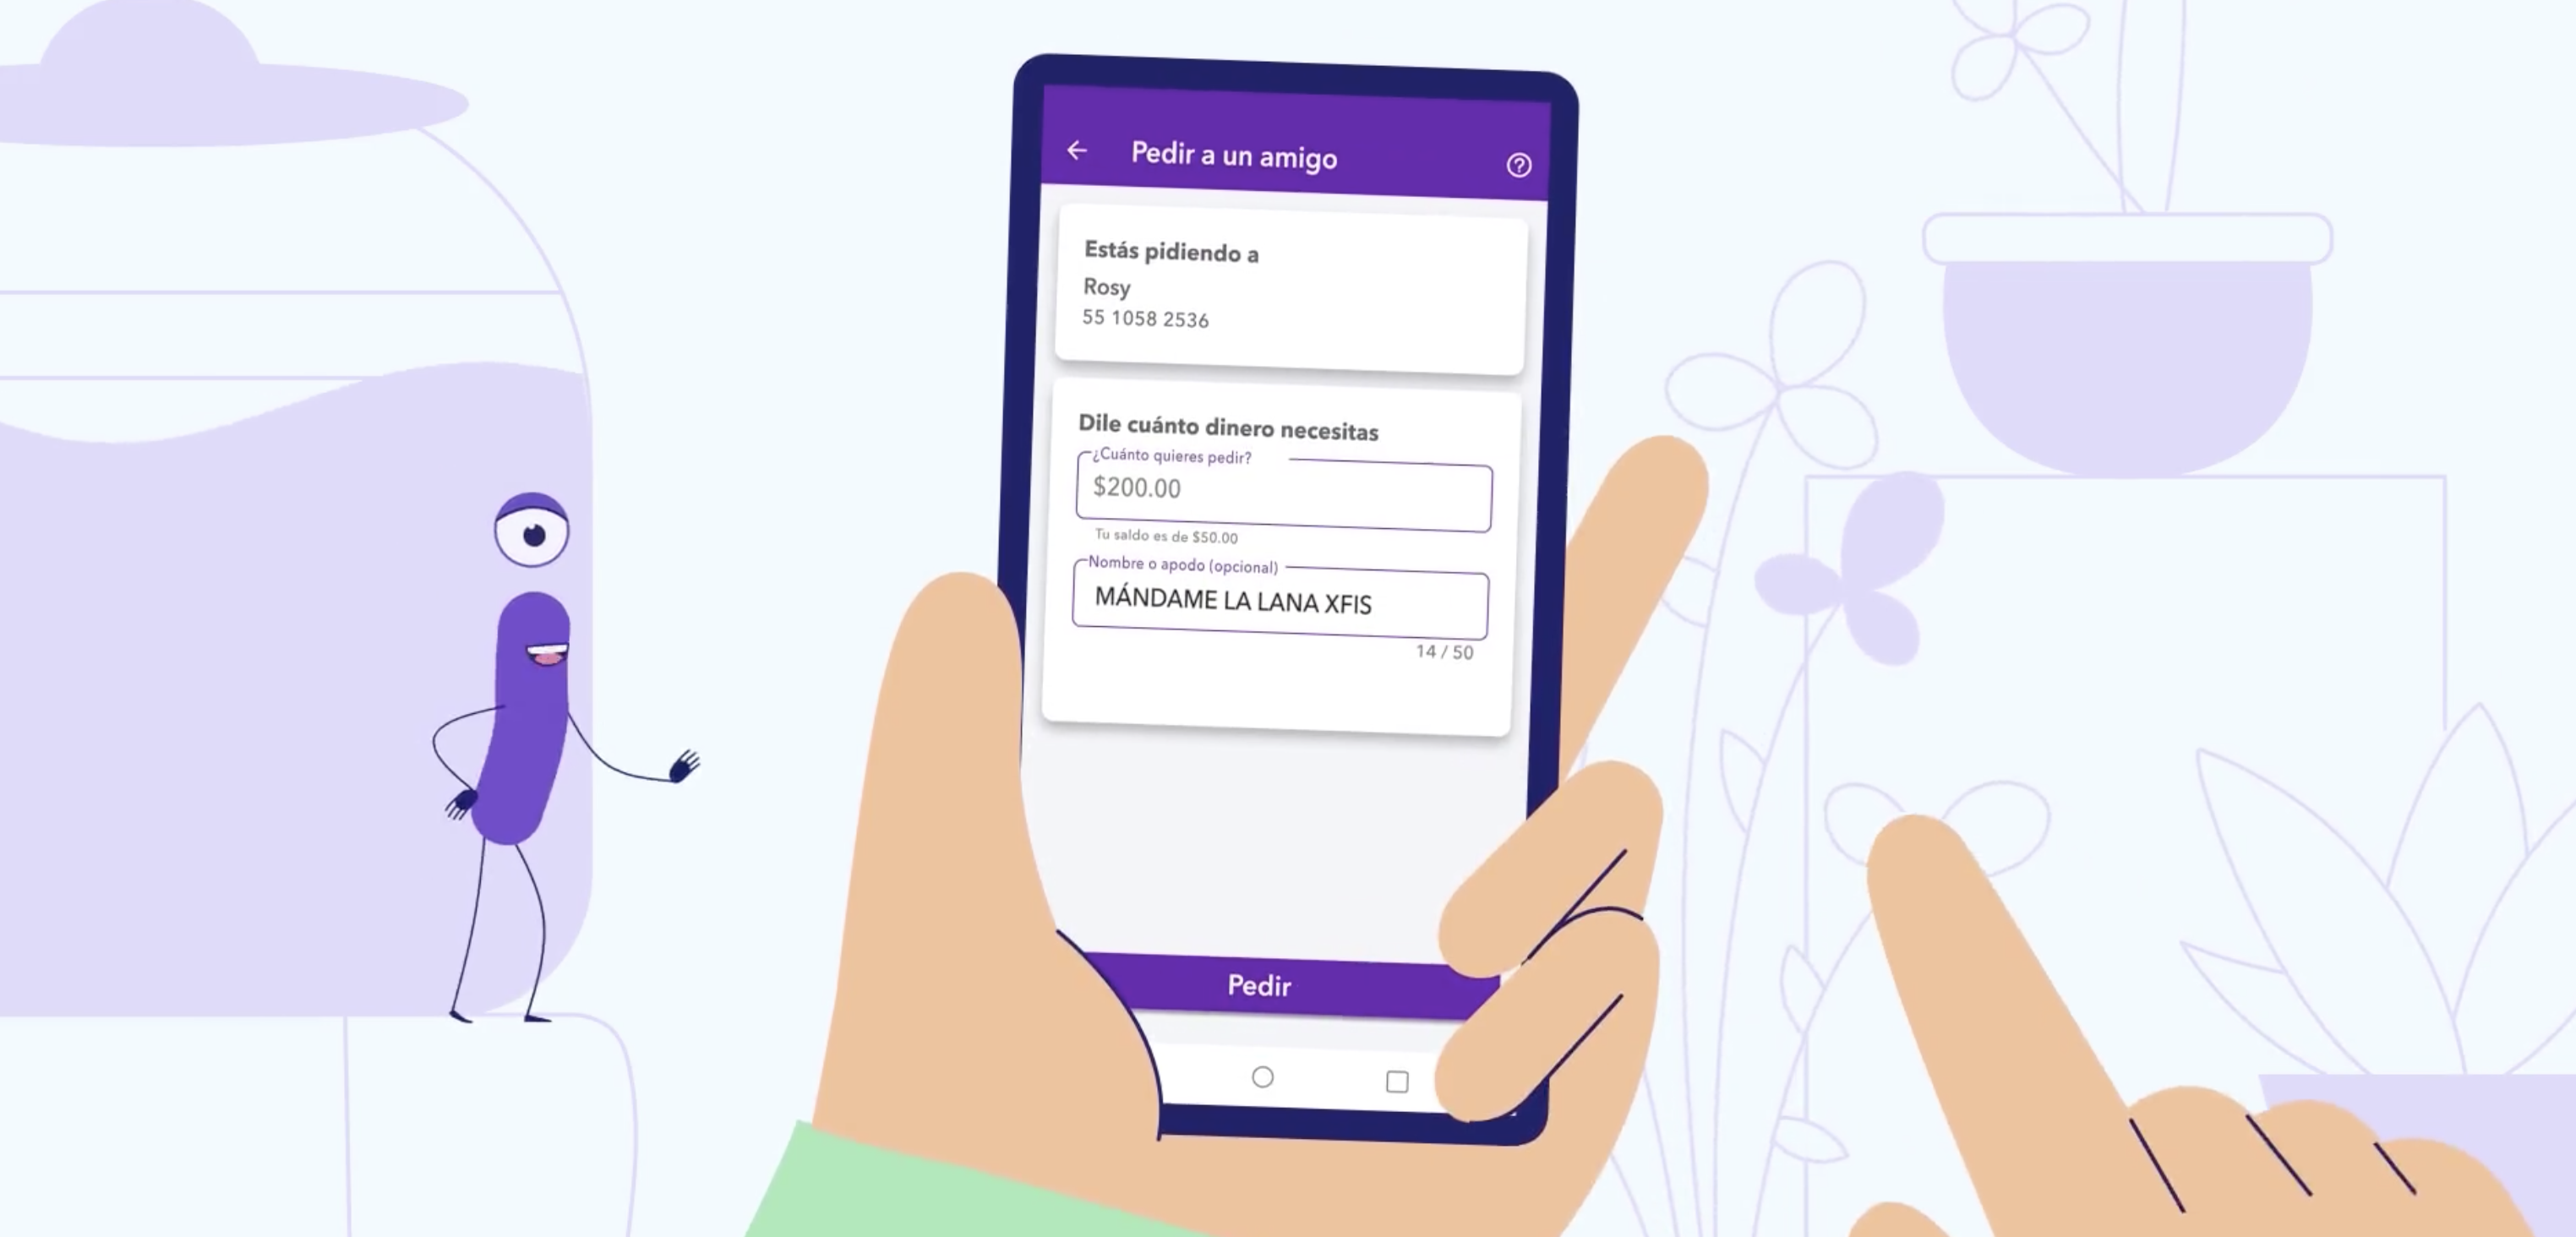 Pedir a un amigo
Estás pidiendo a
Rosy
55 1058 2536
Dile cuánto dinero necesitas
¿Cuánto quieres pedir?
$200.00
Tu saldo es de $50.00
Nombre o apodo (opcional)
MÁNDAME LA LANA XFIS
14 / 50
Pedir